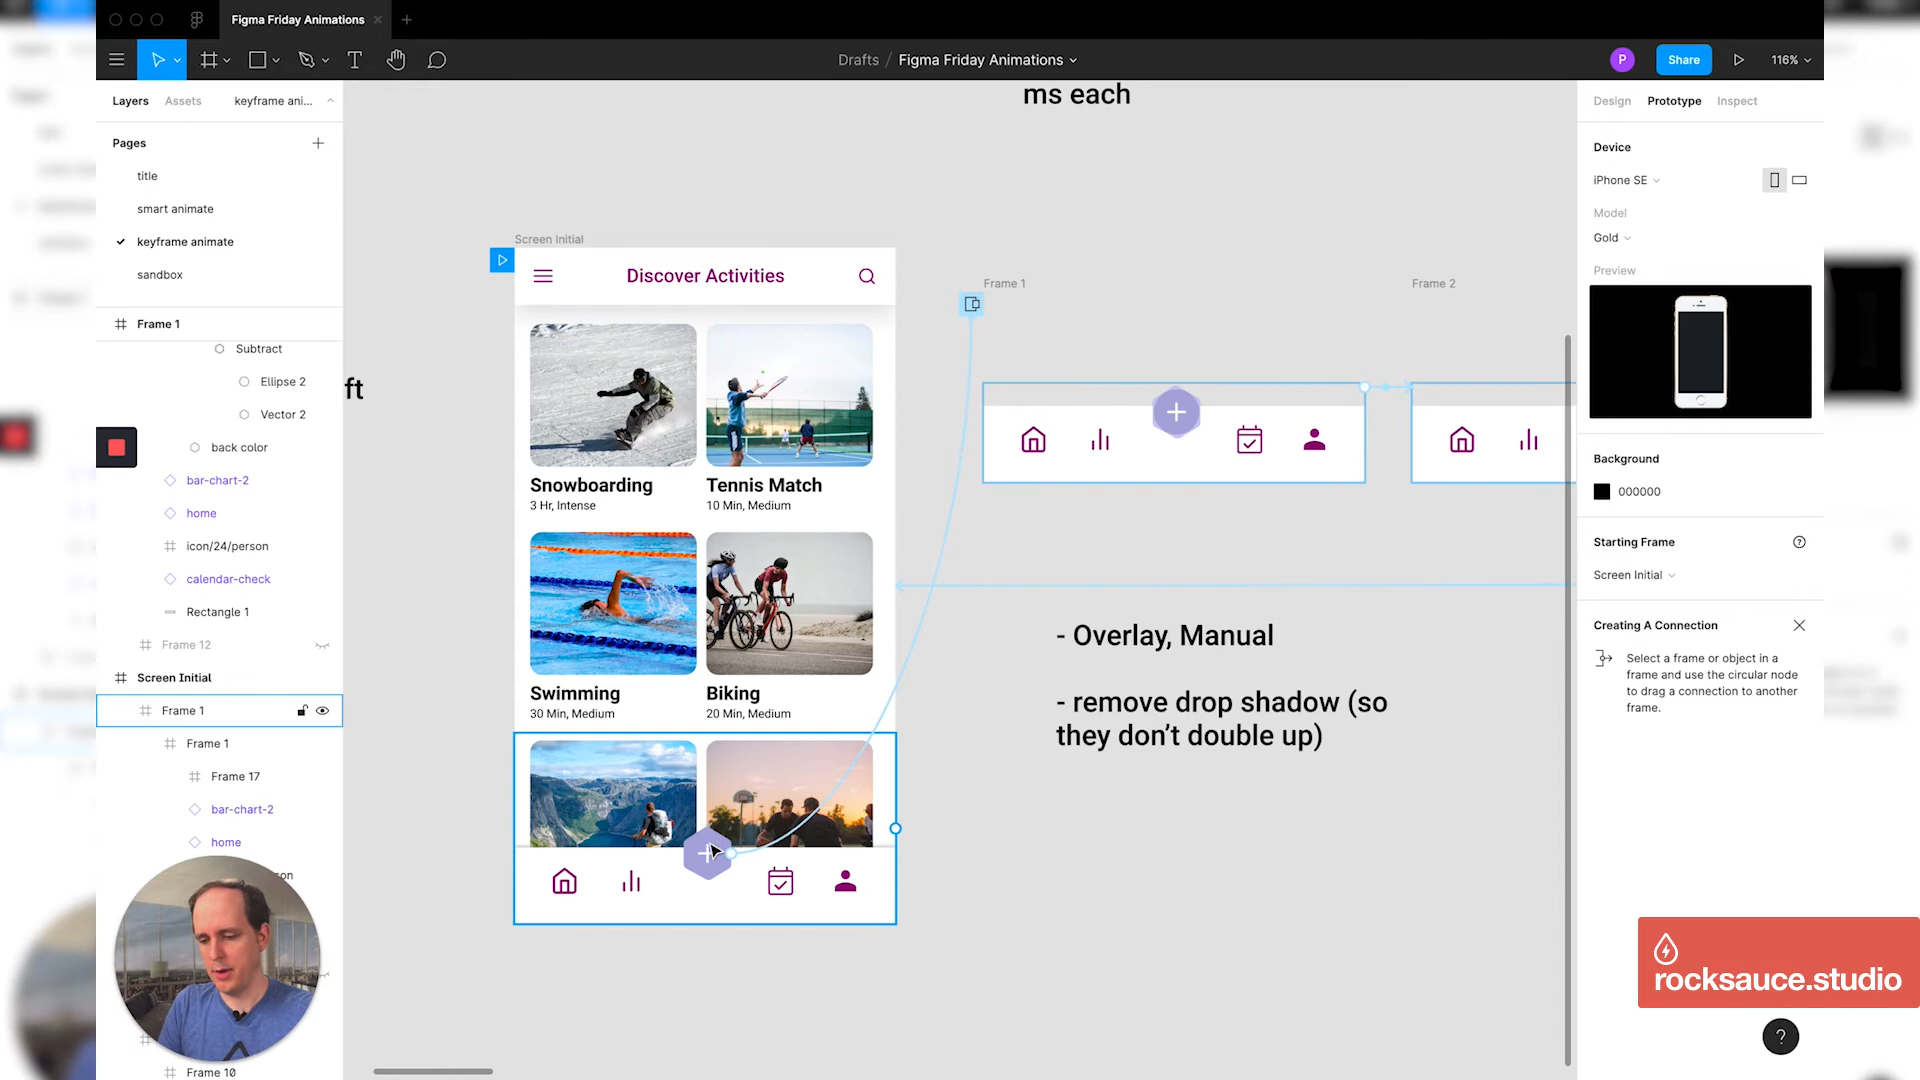 Figma Friday Animations
Drafts / Figma Friday Animations
P
Share
116%
Layers
Assets
keyframe ani...
Pages
title
smart animate
keyframe animate
sandbox
Frame 1
Subtract
Ellipse 2
Vector 2
back color
bar-chart-2
home
icon/24/person
calendar-check
Rectangle 1
Frame 12
Screen Initial
Frame 1
Frame 1
Frame 17
bar-chart-2
home
on
Frame 10
ms each
ft
Screen Initial
Discover Activities
Snowboarding
3 Hr, Intense
Tennis Match
10 Min, Medium
Swimming
30 Min, Medium
Biking
20 Min, Medium
Frame 1
Frame 2
- Overlay, Manual
- remove drop shadow (so
they don’t double up)
Design
Prototype
Inspect
Device
iPhone SE
Model
Gold
Preview
Background
000000
Starting Frame
Screen Initial
Creating A Connection
Select a frame or object in a
frame and use the circular node
to drag a connection to another
frame.
rocksauce.studio
?